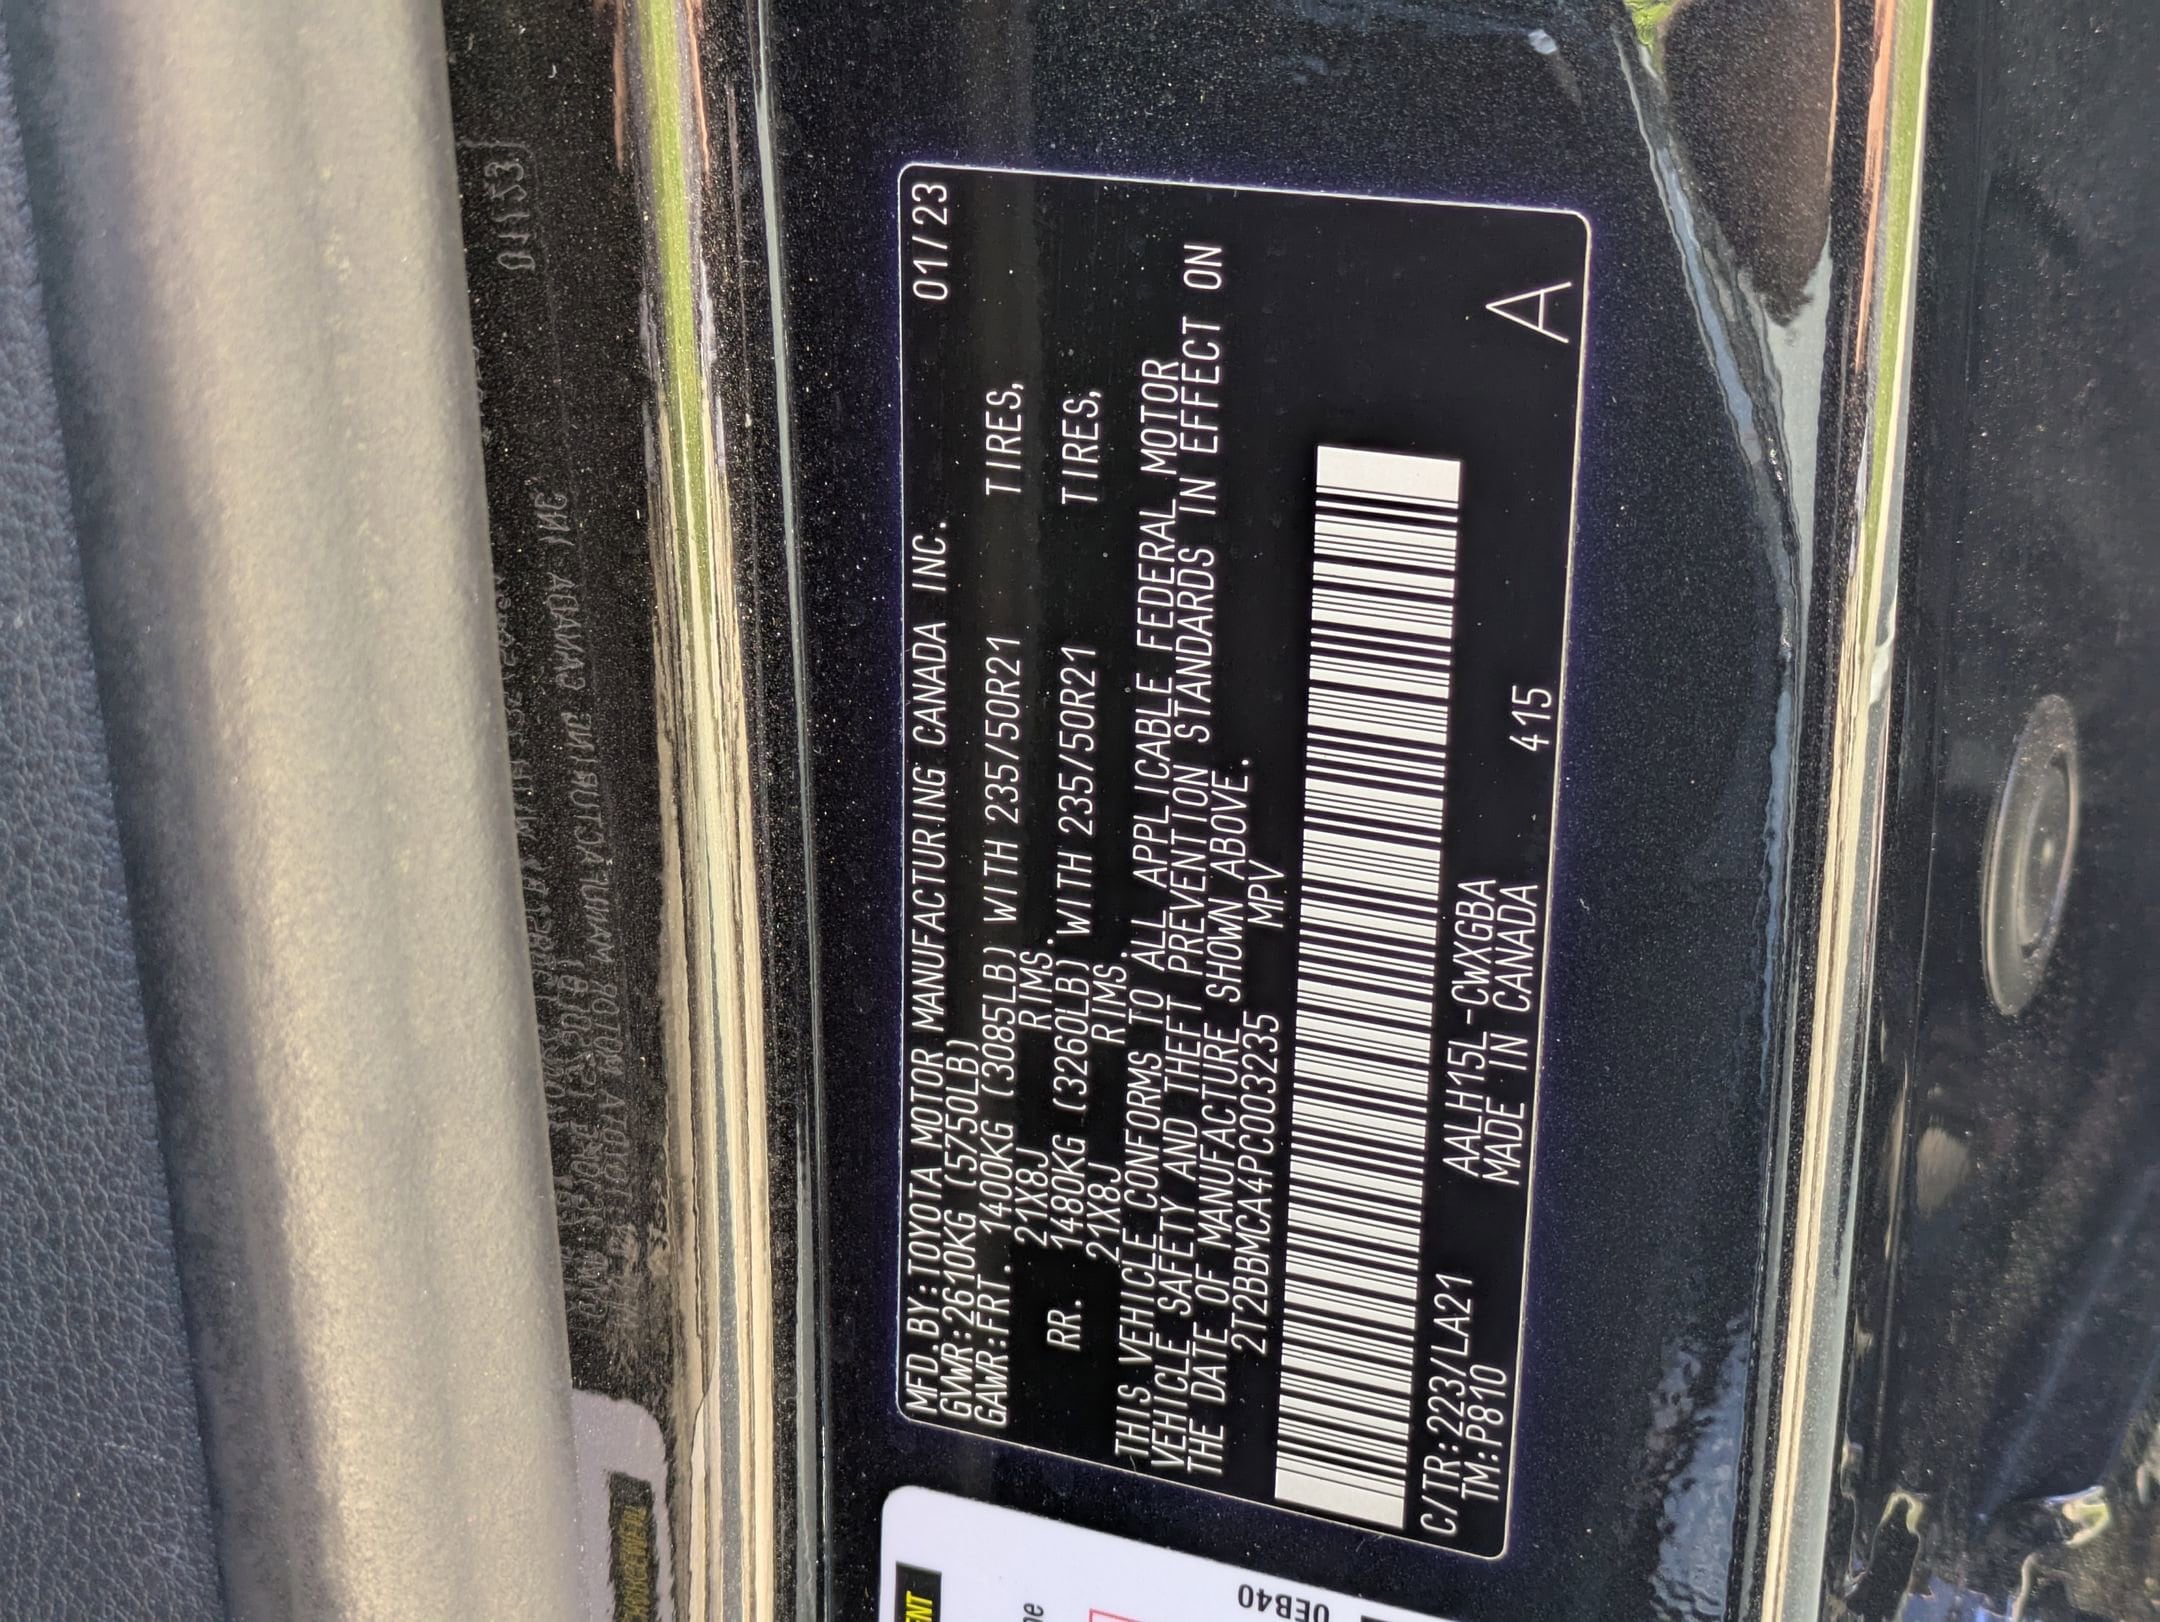 MFD.BY:TOYOTA MOTOR MANUFACTURING CANADA INC. 01/23
GVWR:2610KG (5750LB)
GAWR:FRT. 1400KG (3085LB) WITH 235/50R21 TIRES,
21X8J RIMS.
RR. 1480KG (3260LB) WITH 235/50R21 TIRES,
21X8J RIMS.
THIS VEHICLE CONFORMS TO ALL APPLICABLE FEDERAL MOTOR
VEHICLE SAFETY AND THEFT PREVENTION STANDARDS IN EFFECT ON
THE DATE OF MANUFACTURE SHOWN ABOVE.
2T2BBMCA4PC003235 MPV
C/TR:223/LA21 AALH15L-CWXGBA
TM:P810 MADE IN CANADA 415 A
0EB40